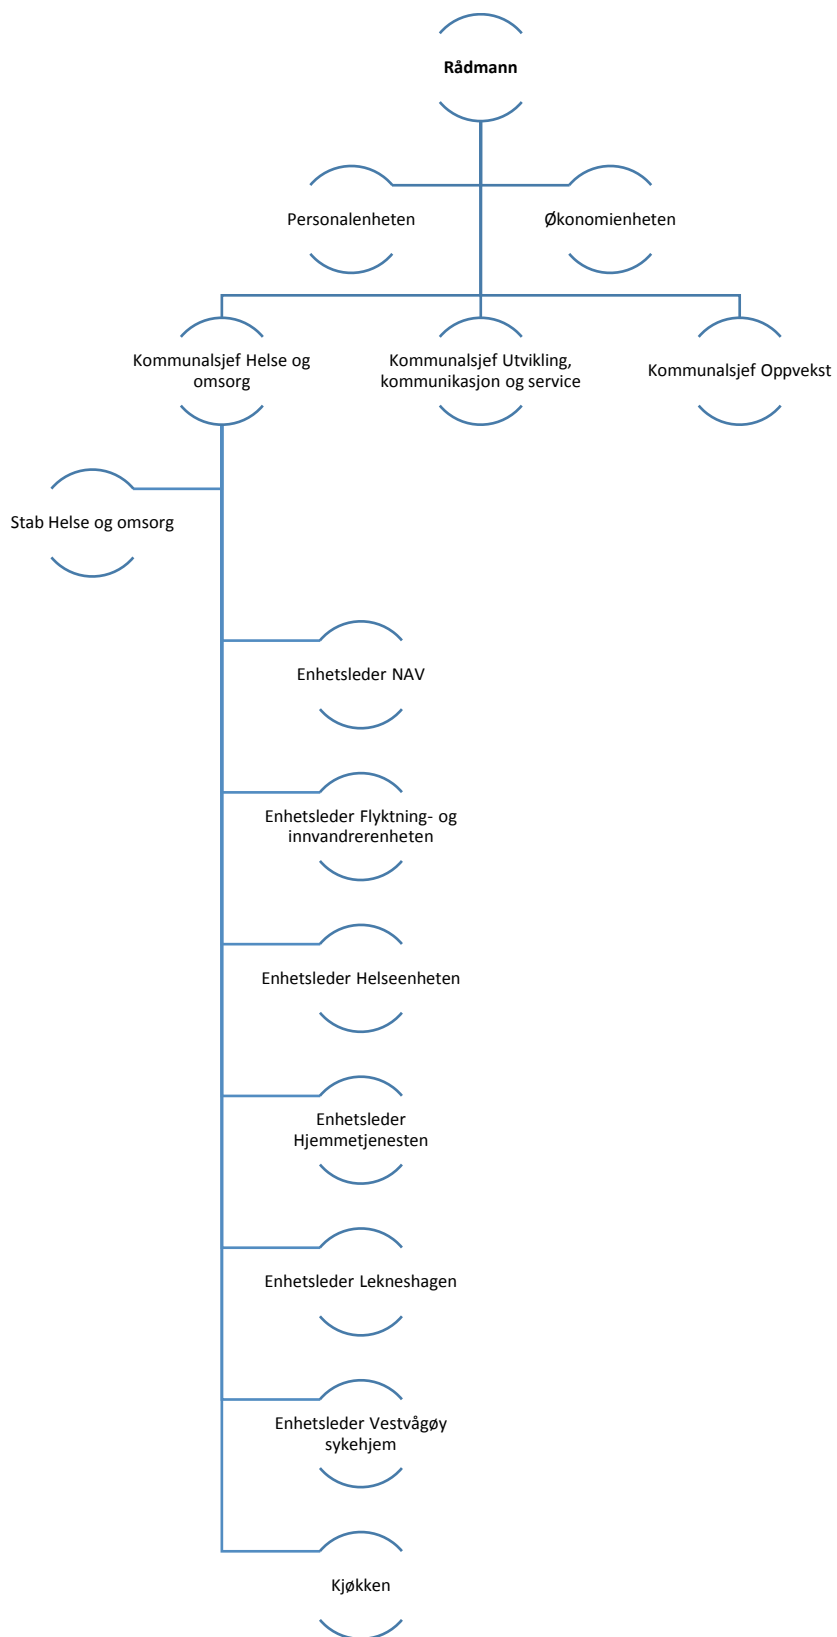 Rådmann
Personalenheten
Økonomienheten
Kommunalsjef Helse og
omsorg
Kommunalsjef Utvikling,
kommunikasjon og service
Kommunalsjef Oppvekst
Stab Helse og omsorg
Enhetsleder NAV
Enhetsleder Flyktning- og
innvandrerenheten
Enhetsleder Helseenheten
Enhetsleder
Hjemmetjenesten
Enhetsleder Lekneshagen
Enhetsleder Vestvågøy
sykehjem
Kjøkken